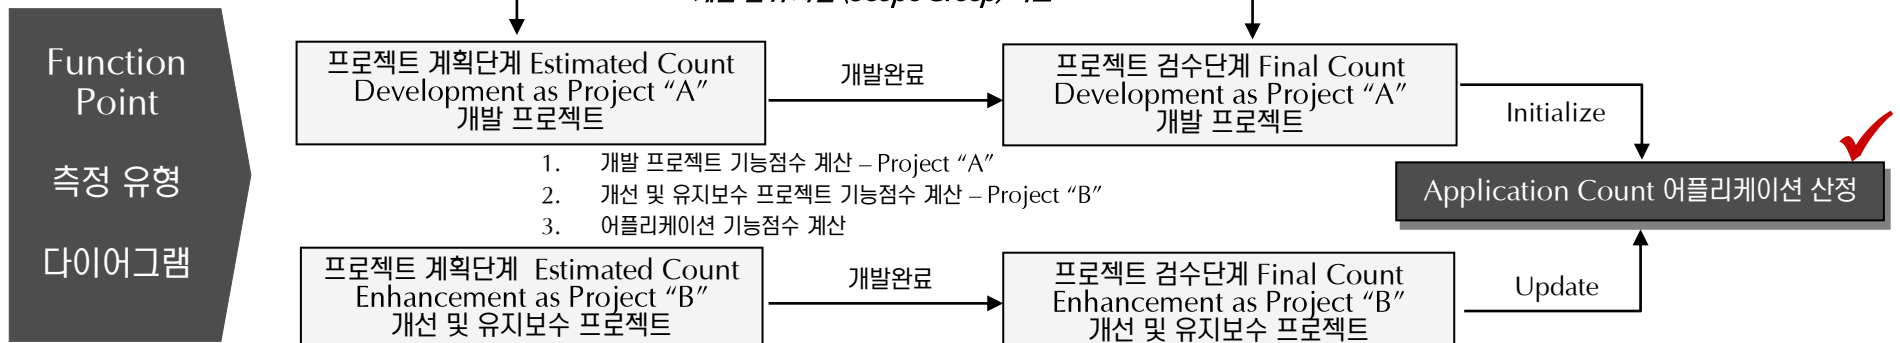 Function
Point
측정 유형
다이어그램
프로젝트 계획단계 Estimated Count
Development as Project “A”
개발 프로젝트
개발완료
프로젝트 검수단계 Final Count
Development as Project “A”
개발 프로젝트
Initialize
1. 개발 프로젝트 기능점수 계산 – Project “A”
2. 개선 및 유지보수 프로젝트 기능점수 계산 – Project “B”
3. 어플리케이션 기능점수 계산
Application Count 어플리케이션 산정
프로젝트 계획단계 Estimated Count
Enhancement as Project “B”
개선 및 유지보수 프로젝트
개발완료
프로젝트 검수단계 Final Count
Enhancement as Project “B”
개선 및 유지보수 프로젝트
Update